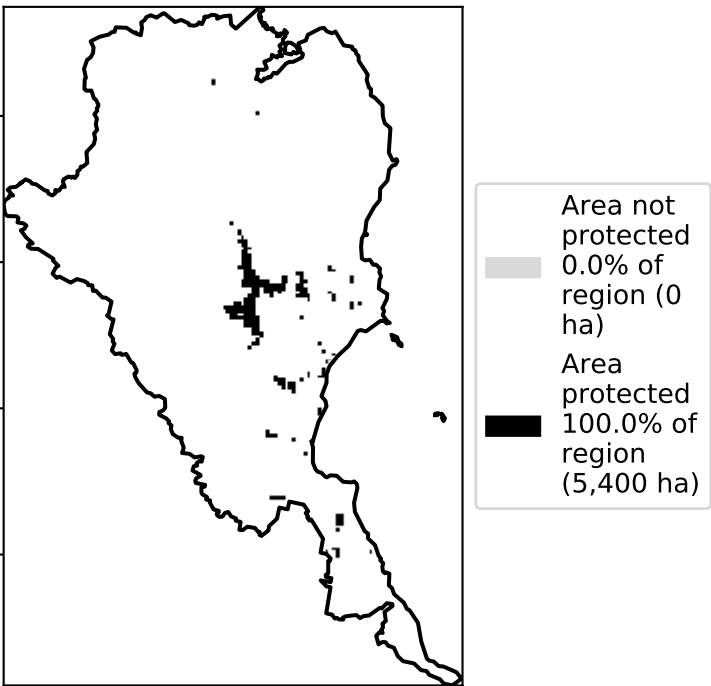 Area not
protected
0.0% of
region (0
ha)
Area
protected
100.0% of
region
(5,400 ha)